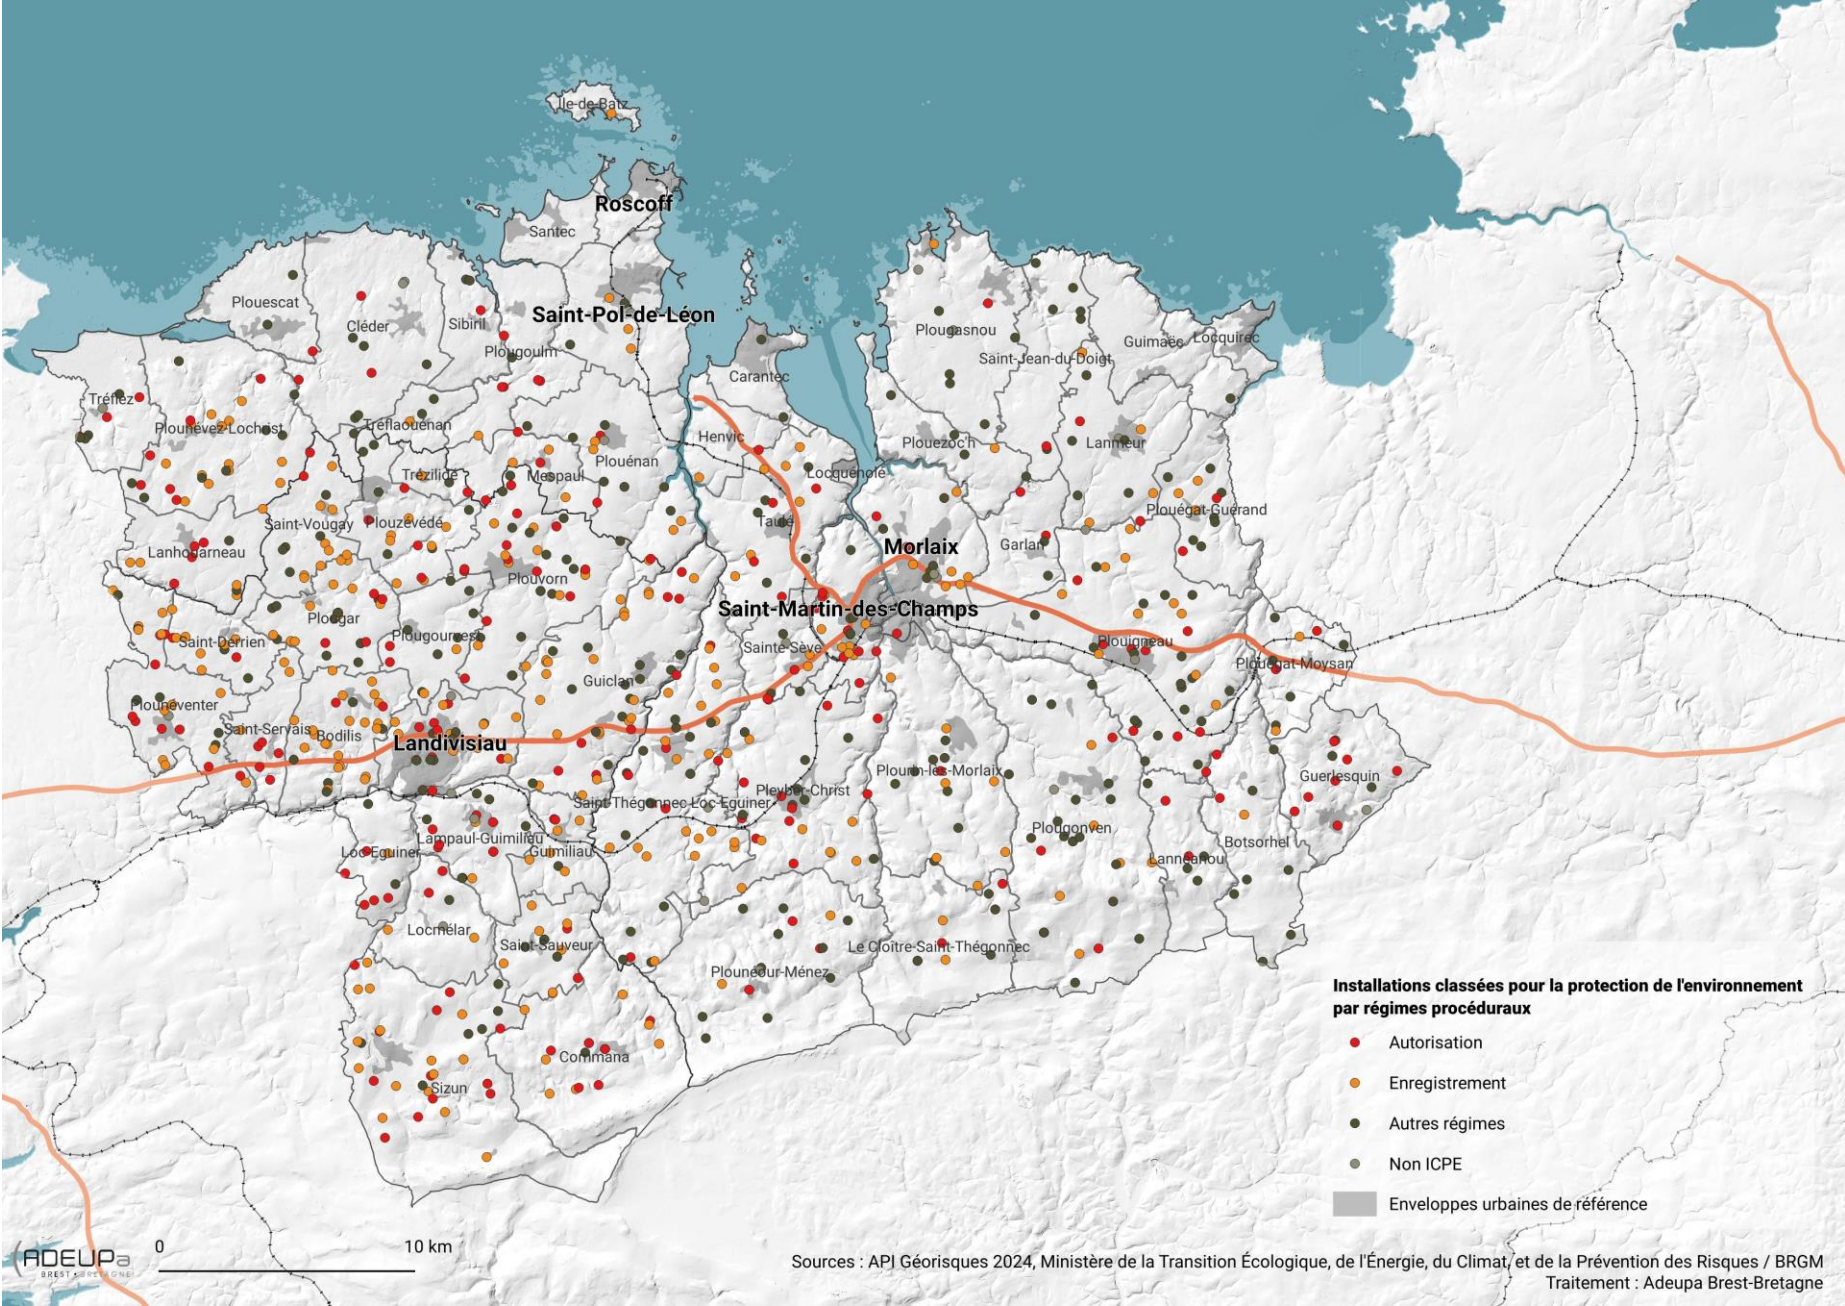 Île-de-Batz
Roscoff
Santec
Plouescat
Cléder
Sibiril
Saint-Pol-de-Léon
Plougoulm
Carantec
Plougasnou
Saint-Jean-du-Doigt
Guimaëc
Locquirec
Tréflez
Plounévez-Lochrist
Tréflaouénan
Henvic
Plouezoc'h
Lanmeur
Trézilidé
Mespaul
Plouénan
Locquénolé
Saint-Vougay
Plouzévédé
Taulé
Plouégat-Guérand
Lanhouarneau
Plouvorn
Morlaix
Garlan
Saint-Martin-des-Champs
Plougar
Plougourvest
Saint-Derrien
Sainte-Sève
Plouigneau
Plouégat-Moysan
Guiclan
Plounéventer
Saint-Servais
Bodilis
Landivisiau
Plourin-les-Morlaix
Guerlesquin
Pleyber-Christ
Saint-Thégonnec Loc-Eguiner
Plougonven
Lampaul-Guimiliau
Guimiliau
Loc-Eguiner
Botsorhel
Lannéanou
Locmélar
Saint-Sauveur
Le Cloître-Saint-Thégonnec
Plounéour-Ménez
Commana
Sizun
Installations classées pour la protection de l'environnement
par régimes procéduraux
Autorisation
Enregistrement
Autres régimes
Non ICPE
Enveloppes urbaines de référence
ADEUPa
BREST • BRETAGNE
0
10 km
Sources : API Géorisques 2024, Ministère de la Transition Écologique, de l'Énergie, du Climat, et de la Prévention des Risques / BRGM
Traitement : Adeupa Brest-Bretagne